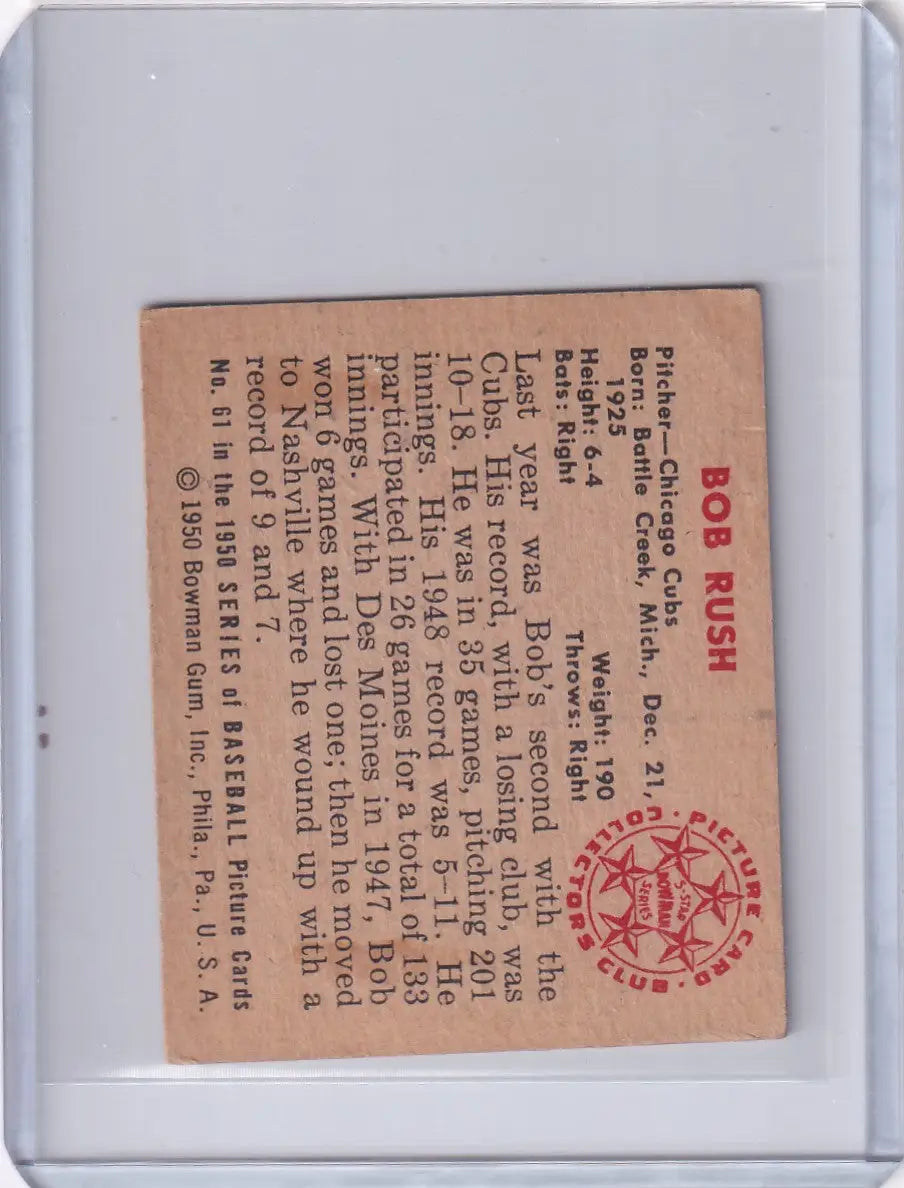 BOB RUSH
Pitcher—Chicago Cubs
Born: Battle Creek, Mich., Dec. 21,
1925
Height: 6-4 Weight: 190
Bats: Right Throws: Right
Last year was Bob's second with the
Cubs. His record, with a losing club, was
10-18. He was in 35 games, pitching 201
innings. His 1948 record was 5-11. He
participated in 26 games for a total of 133
innings. With Des Moines in 1947, Bob
won 6 games and lost one; then he moved
to Nashville where he wound up with a
record of 9 and 7.
No. 61 in the 1950 SERIES of BASEBALL Picture Cards
© 1950 Bowman Gum, Inc., Phila., Pa., U. S. A.
PICTURE CARD COLLECTORS CLUB
5-STAR
BOWMAN
SERIES